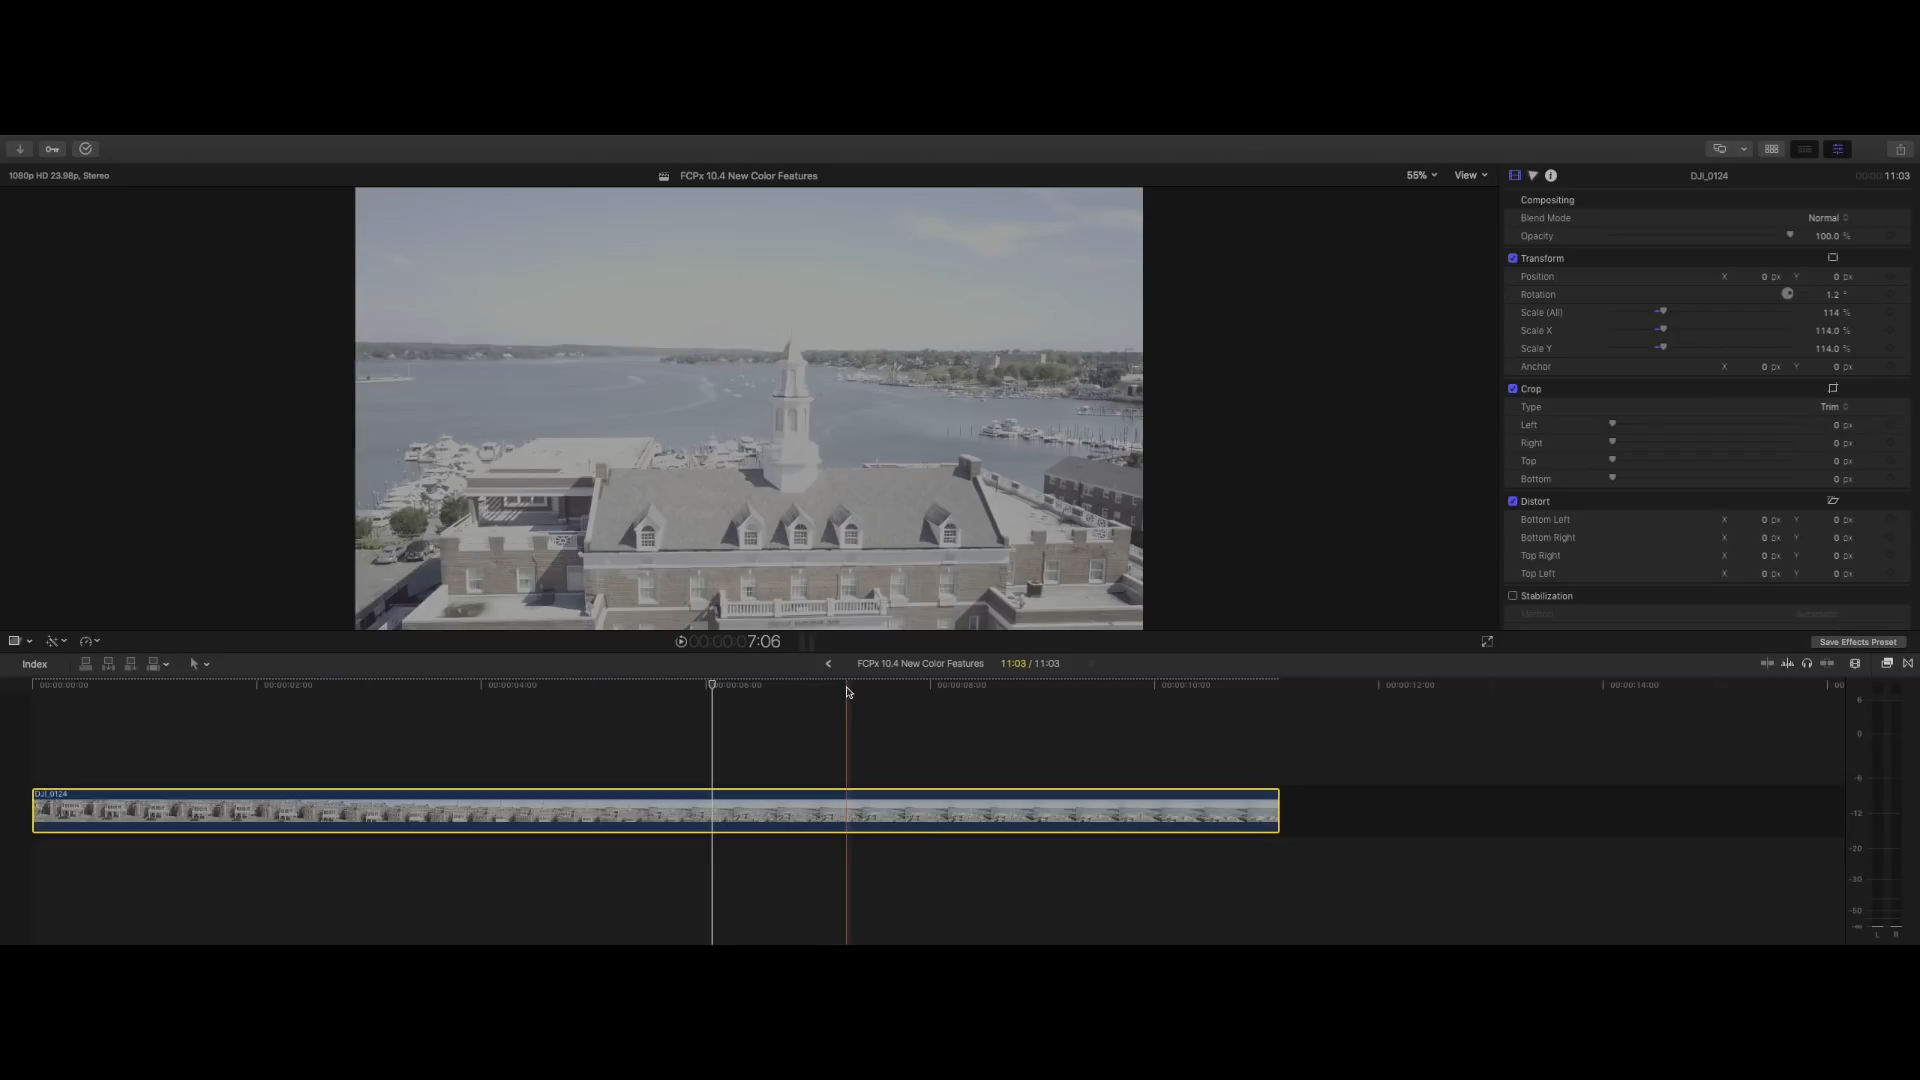 1080p HD 23.98p, Stereo
FCPx 10.4 New Color Features
55%
View
DJI_0124
00:00:11:03
Compositing
Blend Mode Normal
Opacity 100.0 %
Transform
Position X 0 px Y 0 px
Rotation 1.2 °
Scale (All) 114 %
Scale X 114.0 %
Scale Y 114.0 %
Anchor X 0 px Y 0 px
Crop
Type Trim
Left 0 px
Right 0 px
Top 0 px
Bottom 0 px
Distort
Bottom Left X 0 px Y 0 px
Bottom Right X 0 px Y 0 px
Top Right X 0 px Y 0 px
Top Left X 0 px Y 0 px
Stabilization
Method Automatic
00:00:07:06
Save Effects Preset
Index
FCPx 10.4 New Color Features
11:03 / 11:03
00:00:00:00 00:00:02:00 00:00:04:00 00:00:06:00 00:00:08:00 00:00:10:00 00:00:12:00 00:00:14:00 00
DJI_0124
6
0
-6
-12
-20
-30
-50
-∞
L R